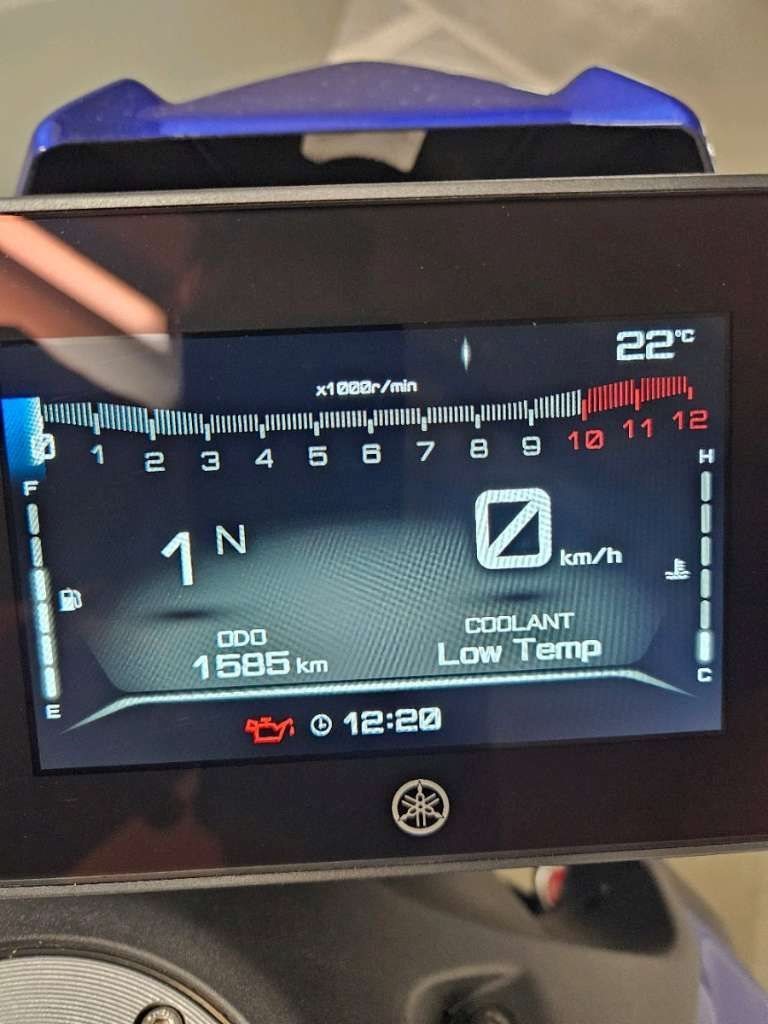 22°C
x1000r/min
0 1 2 3 4 5 6 7 8 9 10 11 12
F
H
1 N
0 km/h
ODO
1585 km
COOLANT
Low Temp
C
E
12:20